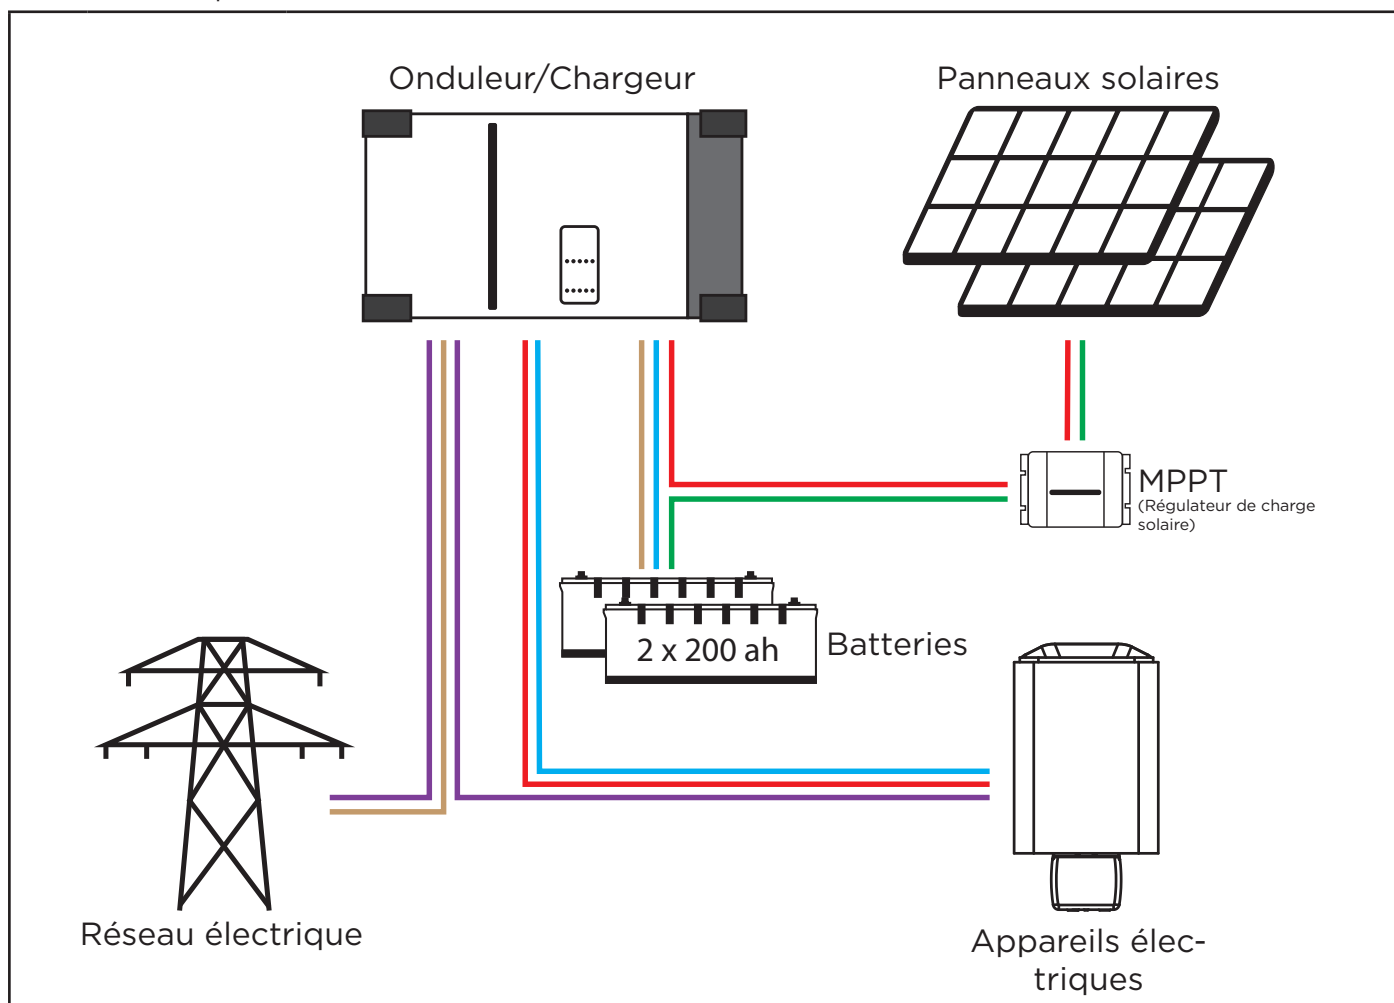 Onduleur/Chargeur
Panneaux solaires
MPPT
(Régulateur de charge
solaire)
2 x 200 ah
Batteries
Réseau électrique
Appareils élec-
triques